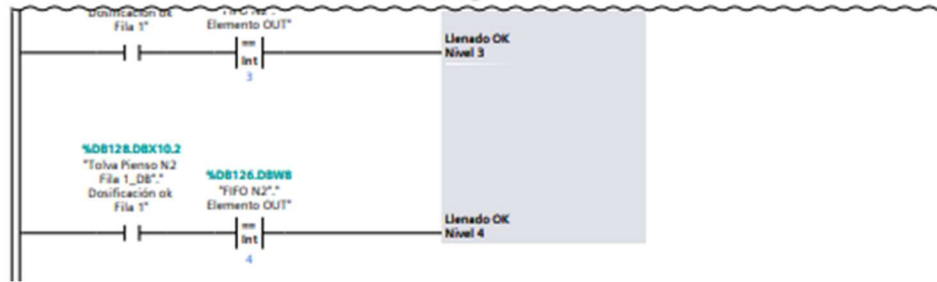 Dosificación ok
Fila 1"
Elemento OUT"
==
Int
3
Llenado OK
Nivel 3
%DB128.DBX10.2
"Tolva Pienso N2
Fila 1_DB"."
Dosificación ok
Fila 1"
%DB126.DBW8
"FIFO N2"."
Elemento OUT"
==
Int
4
Llenado OK
Nivel 4